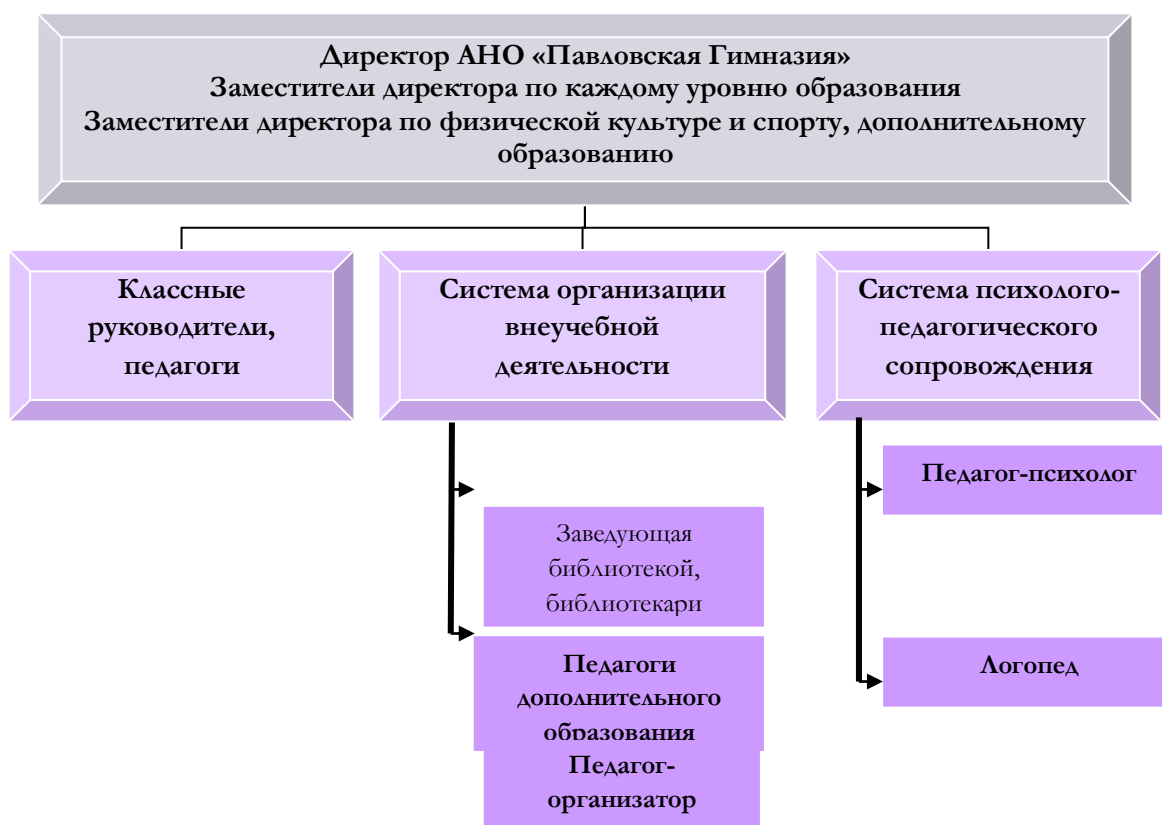 Директор АНО «Павловская Гимназия»
Заместители директора по каждому уровню образования
Заместители директора по физической культуре и спорту, дополнительному
образованию
Классные
руководители,
педагоги
Система организации
внеучебной
деятельности
Система психолого-
педагогического
сопровождения
Заведующая
библиотекой,
библиотекари
Педагоги
дополнительного
образования
Педагог-
организатор
Педагог-психолог
Логопед